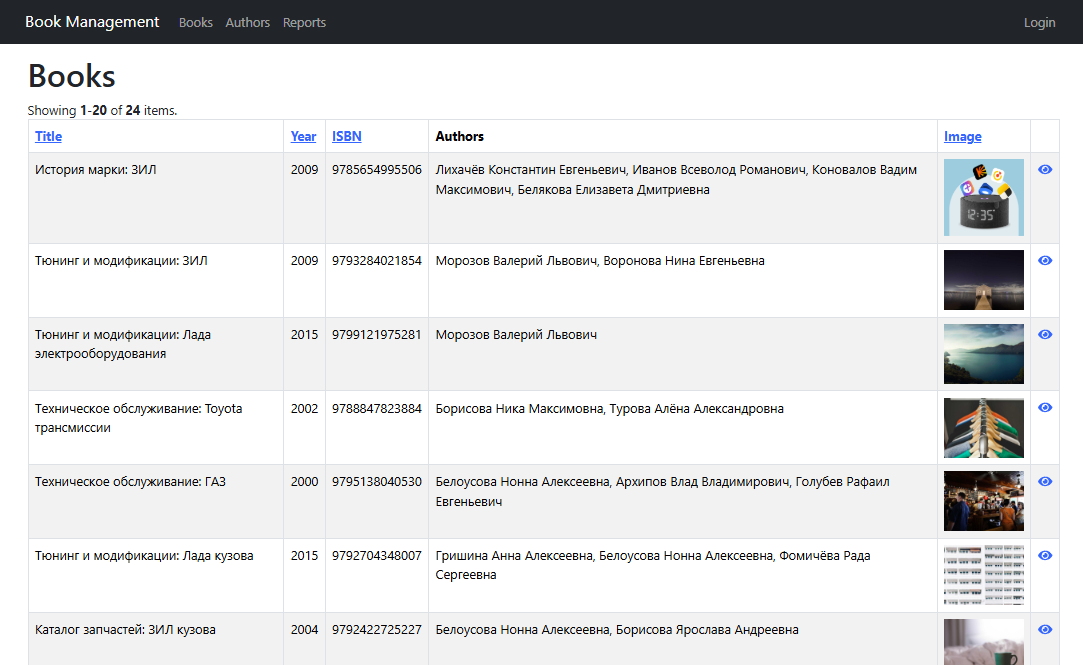 Book Management Books Authors Reports Login
Books
Showing 1-20 of 24 items.
Title Year ISBN Authors Image
История марки: ЗИЛ 2009 9785654995506 Лихачёв Константин Евгеньевич, Иванов Всеволод Романович, Коновалов Вадим
Максимович, Белякова Елизавета Дмитриевна
12:35
Тюнинг и модификации: ЗИЛ 2009 9793284021854 Морозов Валерий Львович, Воронова Нина Евгеньевна
Тюнинг и модификации: Лада 2015 9799121975281 Морозов Валерий Львович
электрооборудования
Техническое обслуживание: Toyota 2002 9788847823884 Борисова Ника Максимовна, Турова Алёна Александровна
трансмиссии
Техническое обслуживание: ГАЗ 2000 9795138040530 Белоусова Нонна Алексеевна, Архипов Влад Владимирович, Голубев Рафаил
Евгеньевич
Тюнинг и модификации: Лада кузова 2015 9792704348007 Гришина Анна Алексеевна, Белоусова Нонна Алексеевна, Фомичёва Рада
Сергеевна
Каталог запчастей: ЗИЛ кузова 2004 9792422725227 Белоусова Нонна Алексеевна, Борисова Ярослава Андреевна